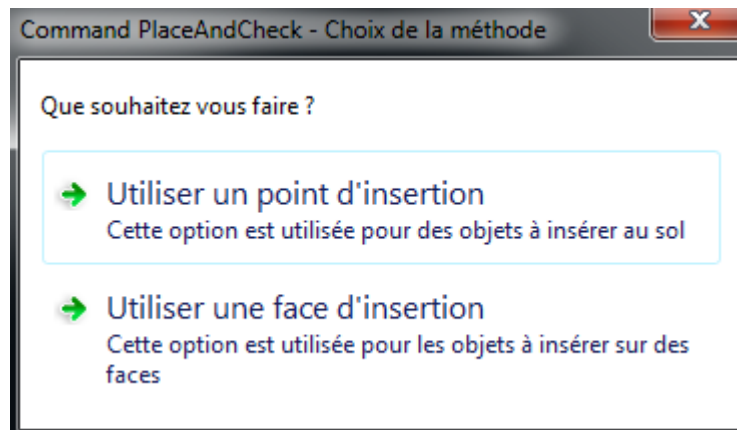 Command PlaceAndCheck - Choix de la méthode
Que souhaitez vous faire ?
Utiliser un point d'insertion
Cette option est utilisée pour des objets à insérer au sol
Utiliser une face d'insertion
Cette option est utilisée pour les objets à insérer sur des
faces